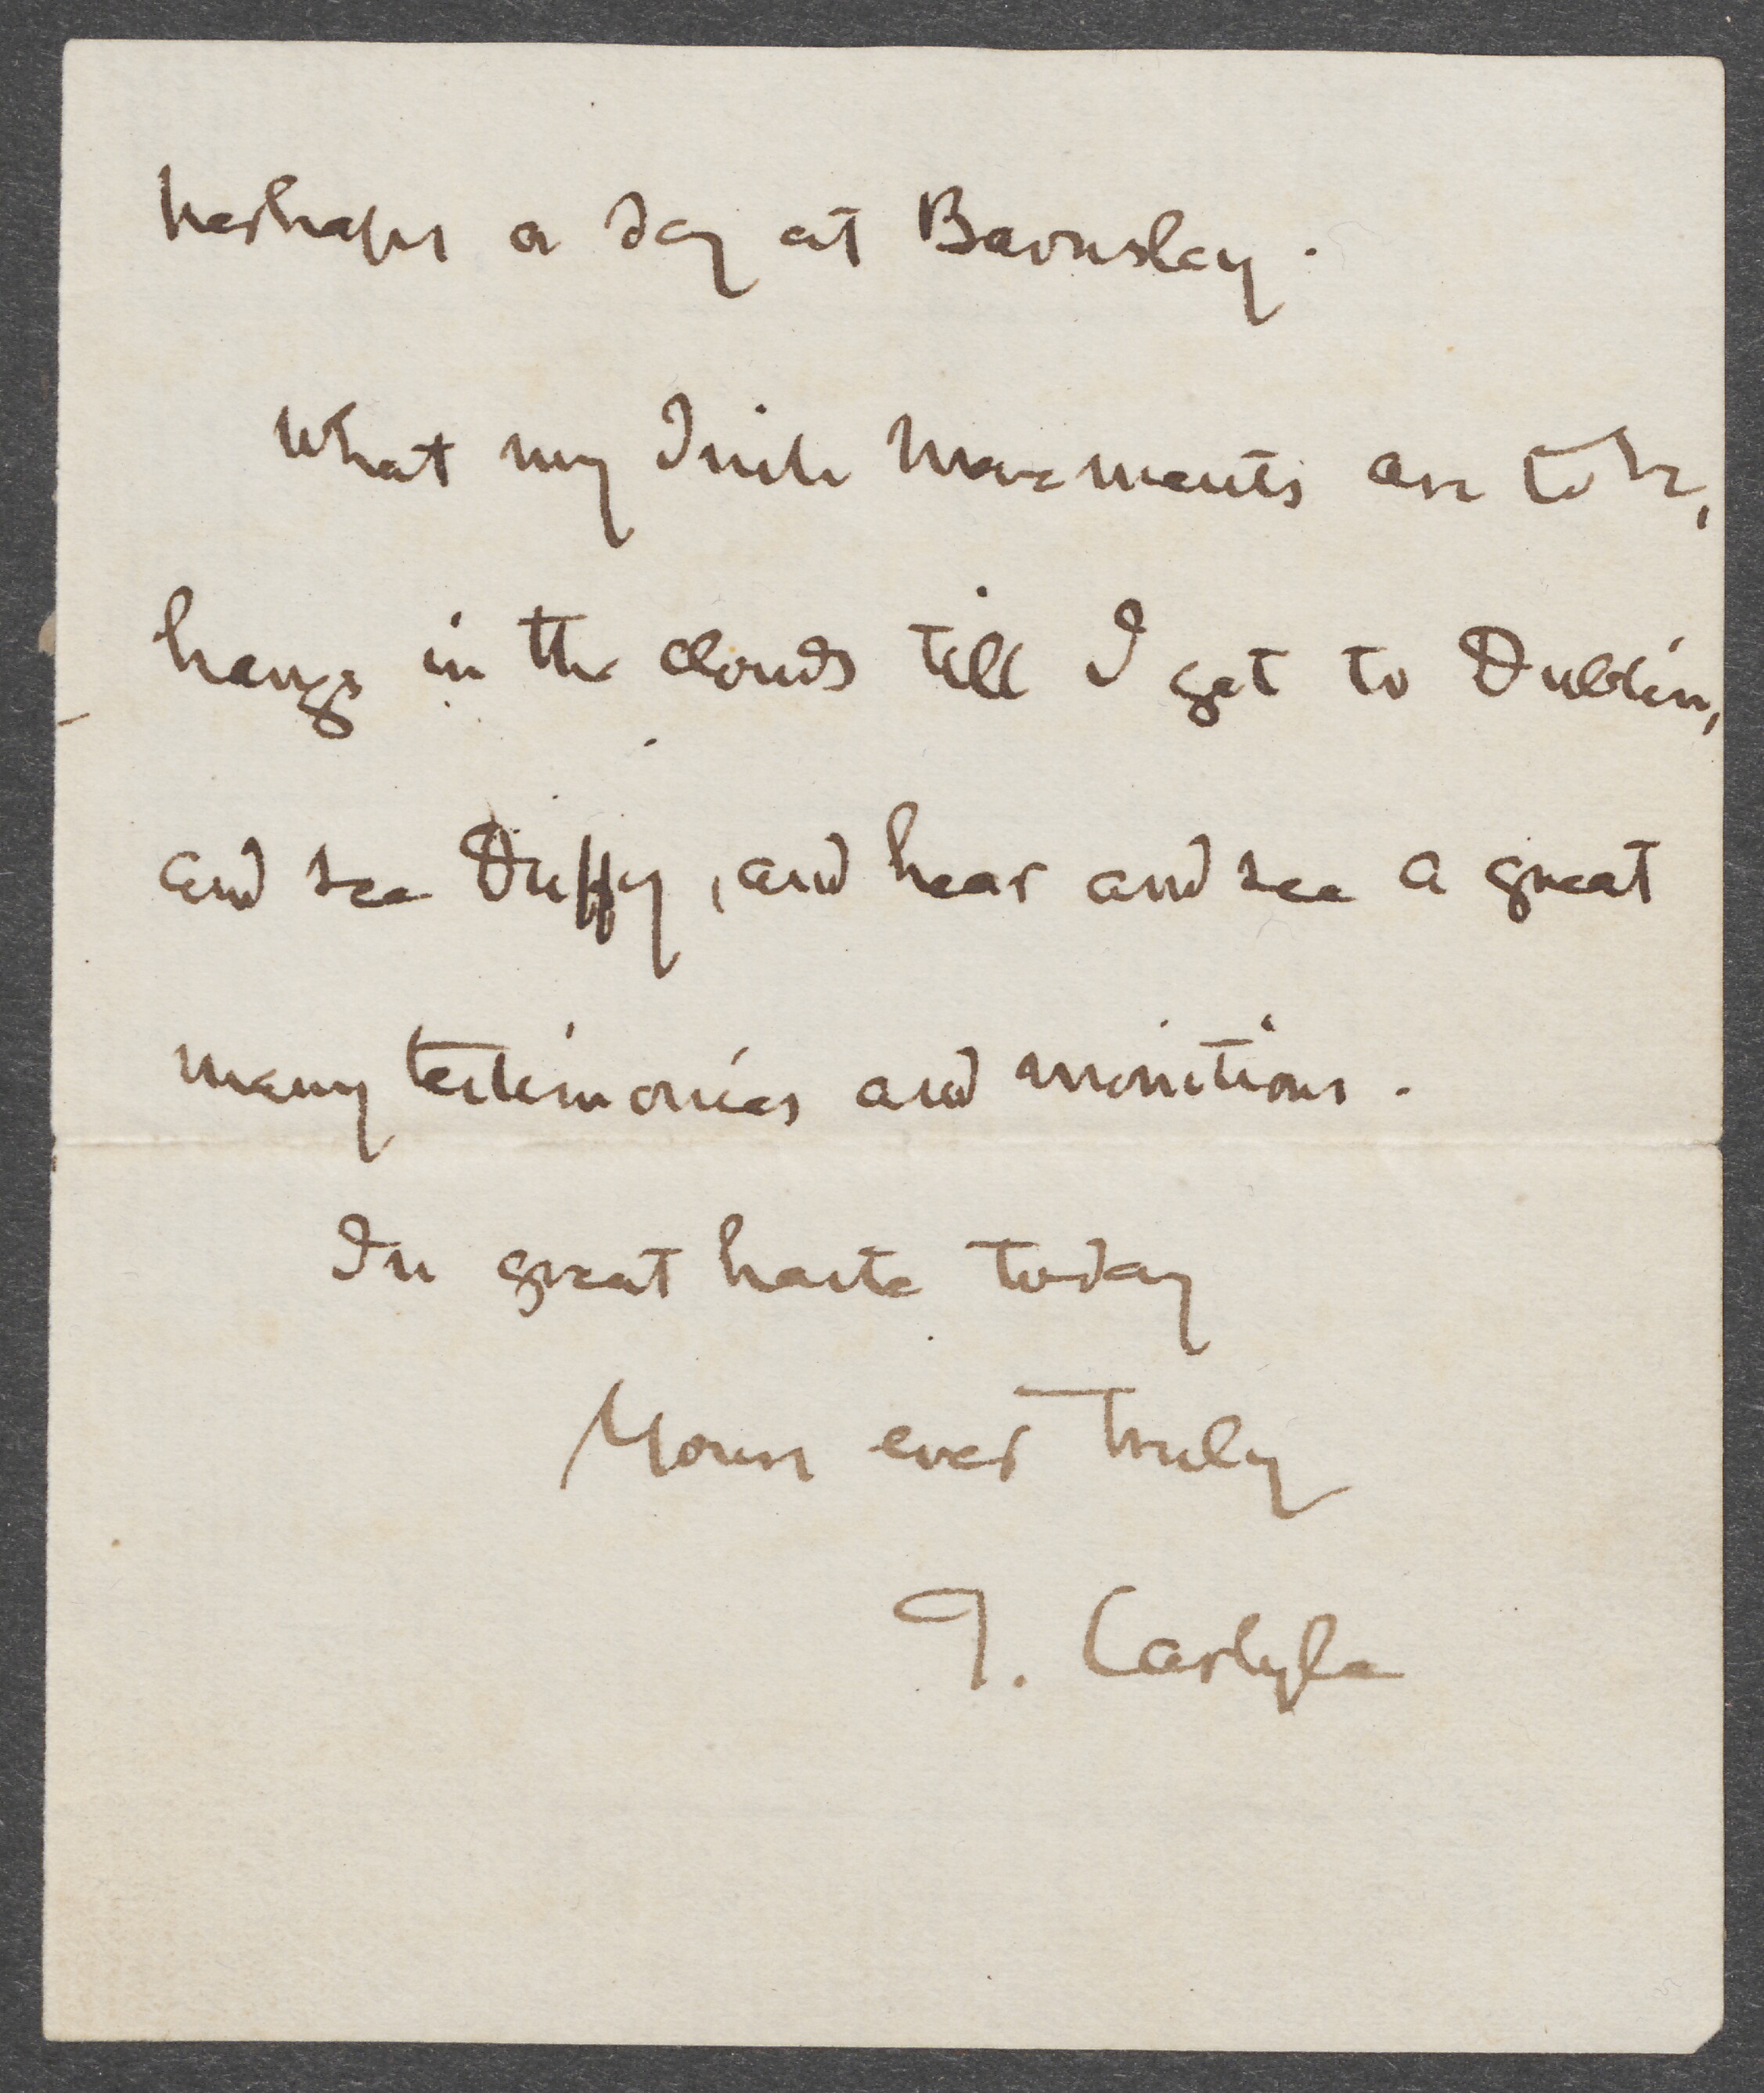 perhaps a day at Barnsley.
What my Irish movements are to be,
hangs in the clouds till I get to Dublin,
and see Duffy, and hear and see a great
many testimonies and monitions.
In great haste today
Yours ever truly
T. Carlyle